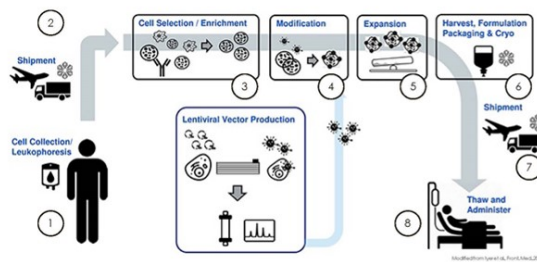 2
Cell Selection / Enrichment
Modification
Expansion
Harvest, Formulation
Packaging & Cryo
Shipment
3
4
5
6
Lentiviral Vector Production
Cell Collection/
Leukophoresis
Shipment
7
1
8
Thaw and
Administer